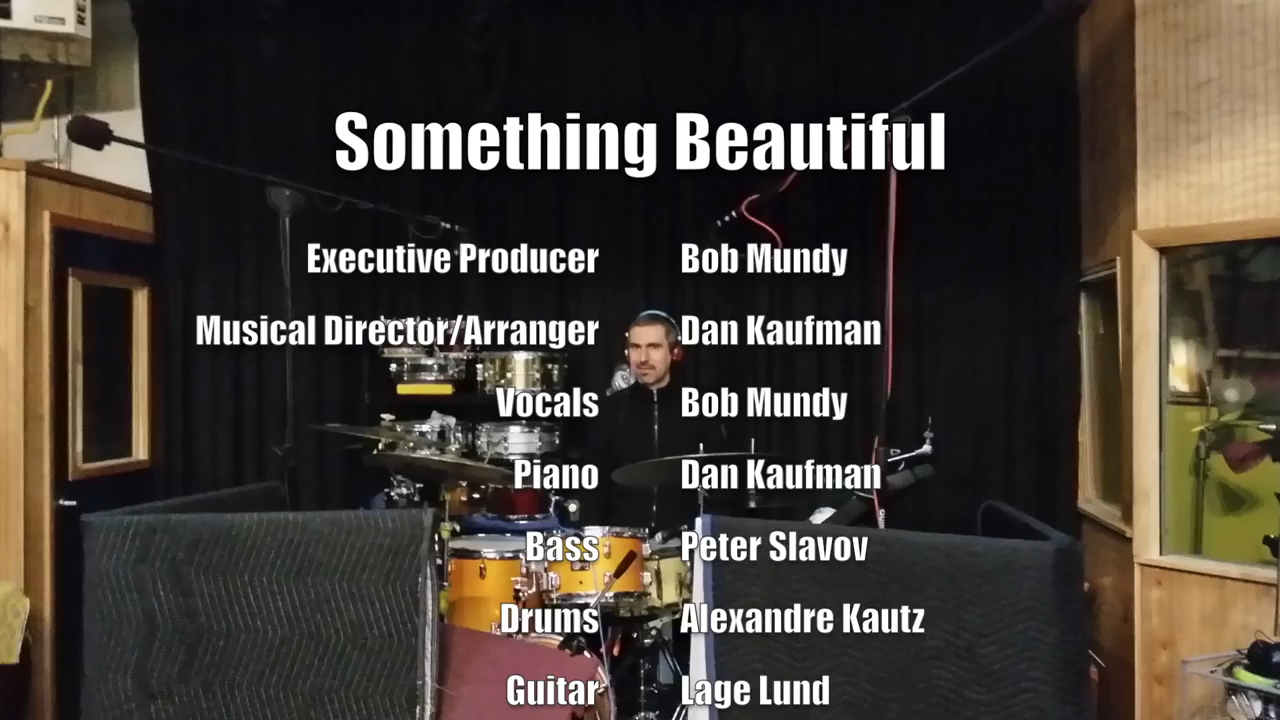 Something Beautiful
Executive Producer Bob Mundy
Musical Director/Arranger Dan Kaufman
Vocals Bob Mundy
Piano Dan Kaufman
Bass Peter Slavov
Drums Alexandre Kautz
Guitar Lage Lund